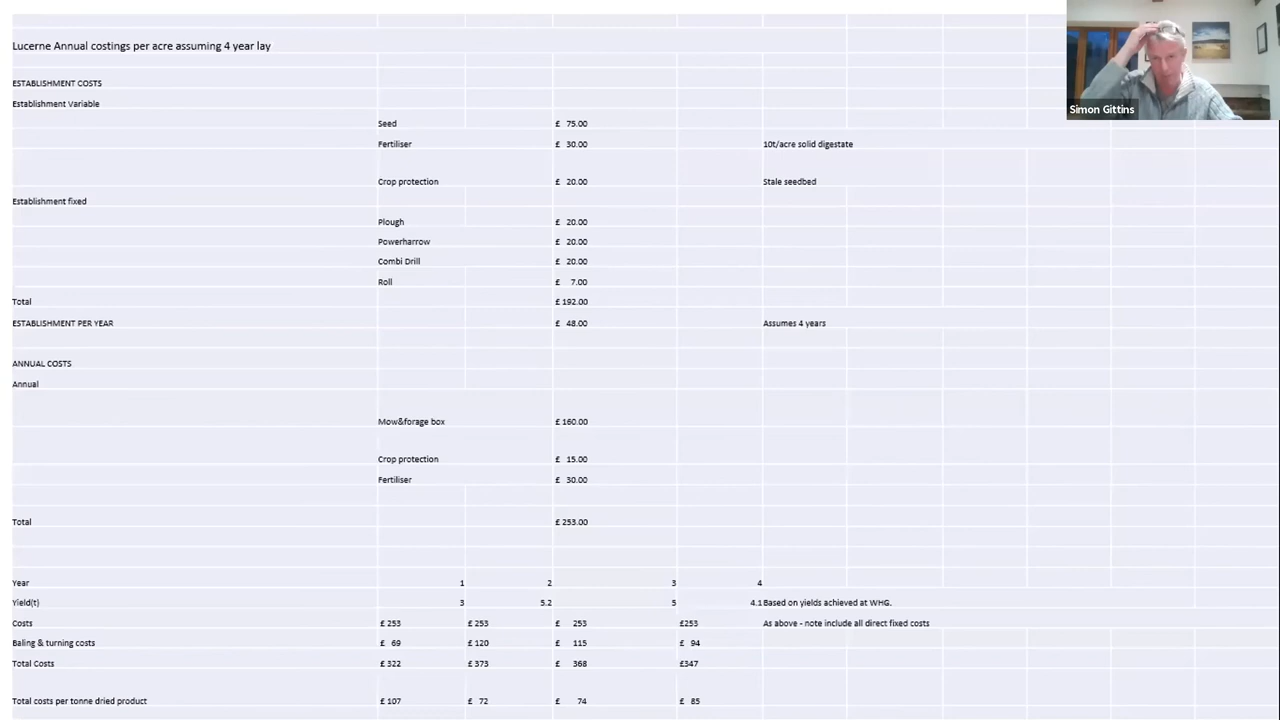 Lucerne Annual costings per acre assuming 4 year lay
Simon Gittins
ESTABLISHMENT COSTS
Establishment Variable
Seed £ 75.00
Fertiliser £ 30.00 10t/acre solid digestate
Crop protection £ 20.00 Stale seedbed
Establishment fixed
Plough £ 20.00
Powerharrow £ 20.00
Combi Drill £ 20.00
Roll £ 7.00
Total £ 192.00
ESTABLISHMENT PER YEAR £ 48.00 Assumes 4 years
ANNUAL COSTS
Annual
Mow&forage box £ 160.00
Crop protection £ 15.00
Fertiliser £ 30.00
Total £ 253.00
Year 1 2 3 4
Yield(t) 3 5.2 5 4.1 Based on yields achieved at WHG.
Costs £ 253 £ 253 £ 253 £253 As above - note include all direct fixed costs
Baling & turning costs £ 69 £ 120 £ 115 £ 94
Total Costs £ 322 £ 373 £ 368 £347
Total costs per tonne dried product £ 107 £ 72 £ 74 £ 85